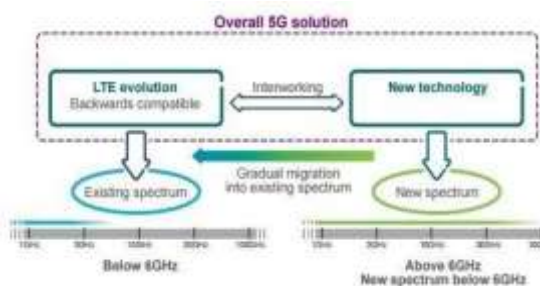 Overall 5G solution
LTE evolution
Backwards compatible
Interworking
New technology
Gradual migration
into existing spectrum
Existing spectrum
New spectrum
Below 6GHz
Above 6GHz
New spectrum below 6GHz